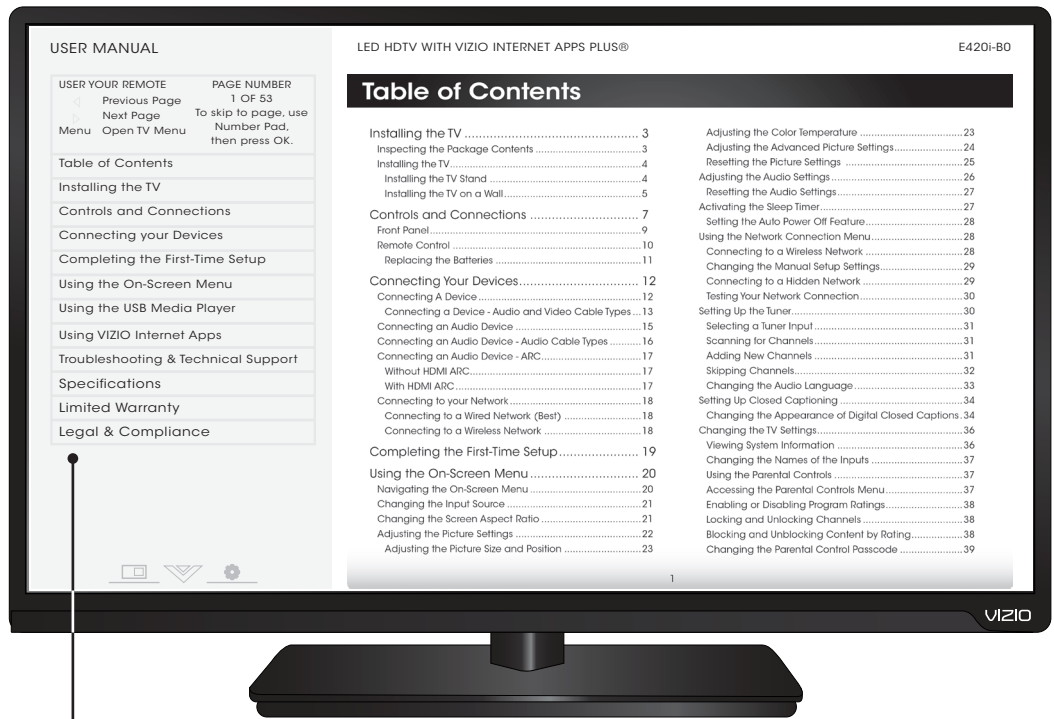 USER MANUAL
USER YOUR REMOTE
Previous Page
Next Page
Menu Open TV Menu
PAGE NUMBER
1 OF 53
To skip to page, use
Number Pad,
then press OK.
Table of Contents
Installing the TV
Controls and Connections
Connecting your Devices
Completing the First-Time Setup
Using the On-Screen Menu
Using the USB Media Player
Using VIZIO Internet Apps
Troubleshooting & Technical Support
Specifications
Limited Warranty
Legal & Compliance
LED HDTV WITH VIZIO INTERNET APPS PLUS®
E420i-B0
Table of Contents
Installing the TV ........ 3
Inspecting the Package Contents ........3
Installing the TV........4
Installing the TV Stand ........4
Installing the TV on a Wall........5
Controls and Connections ........ 7
Front Panel........9
Remote Control ........10
Replacing the Batteries ........11
Connecting Your Devices........ 12
Connecting A Device........12
Connecting a Device - Audio and Video Cable Types...13
Connecting an Audio Device ........15
Connecting an Audio Device - Audio Cable Types ........16
Connecting an Audio Device - ARC........17
Without HDMI ARC........17
With HDMI ARC........17
Connecting to your Network........18
Connecting to a Wired Network (Best) ........18
Connecting to a Wireless Network ........18
Completing the First-Time Setup........ 19
Using the On-Screen Menu ........ 20
Navigating the On-Screen Menu ........20
Changing the Input Source ........21
Changing the Screen Aspect Ratio ........21
Adjusting the Picture Settings ........22
Adjusting the Picture Size and Position ........23
Adjusting the Color Temperature ........23
Adjusting the Advanced Picture Settings........24
Resetting the Picture Settings ........25
Adjusting the Audio Settings........26
Resetting the Audio Settings........27
Activating the Sleep Timer........27
Setting the Auto Power Off Feature........28
Using the Network Connection Menu........28
Connecting to a Wireless Network ........28
Changing the Manual Setup Settings........29
Connecting to a Hidden Network ........29
Testing Your Network Connection........30
Setting Up the Tuner........30
Selecting a Tuner Input........31
Scanning for Channels........31
Adding New Channels ........31
Skipping Channels........32
Changing the Audio Language ........33
Setting Up Closed Captioning ........34
Changing the Appearance of Digital Closed Captions.34
Changing the TV Settings........36
Viewing System Information ........36
Changing the Names of the Inputs ........37
Using the Parental Controls ........37
Accessing the Parental Controls Menu........37
Enabling or Disabling Program Ratings........38
Locking and Unlocking Channels ........38
Blocking and Unblocking Content by Rating........38
Changing the Parental Control Passcode ........39
1
VIZIO